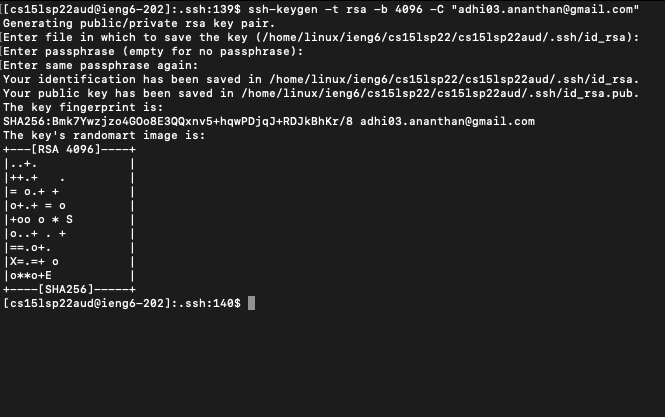 [[cs15lsp22aud@ieng6-202]:.ssh:139$ ssh-keygen -t rsa -b 4096 -C "adhi03.ananthan@gmail.com"
Generating public/private rsa key pair.
[Enter file in which to save the key (/home/linux/ieng6/cs15lsp22/cs15lsp22aud/.ssh/id_rsa):
[Enter passphrase (empty for no passphrase):
[Enter same passphrase again:
Your identification has been saved in /home/linux/ieng6/cs15lsp22/cs15lsp22aud/.ssh/id_rsa.
Your public key has been saved in /home/linux/ieng6/cs15lsp22/cs15lsp22aud/.ssh/id_rsa.pub.
The key fingerprint is:
SHA256:Bmk7Ywzjzo4GOo8E3QQxnv5+hqwPDjqJ+RDJkBhKr/8 adhi03.ananthan@gmail.com
The key's randomart image is:
+---[RSA 4096]----+
|..+.             |
|++.+   .         |
|= o.+ +          |
|o+.+ = o         |
|+oo o * S        |
|o..+ . +         |
|==.o+.           |
|X=.=+ o          |
|o**o+E           |
+----[SHA256]-----+
[cs15lsp22aud@ieng6-202]:.ssh:140$